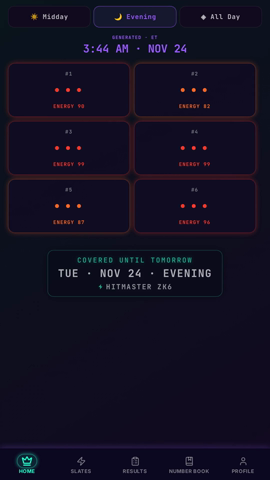 Midday
Evening
All Day
GENERATED · ET
3:44 AM · NOV 24
#1
#2
ENERGY 90
ENERGY 82
#3
#4
ENERGY 99
ENERGY 99
#5
#6
ENERGY 87
ENERGY 96
COVERED UNTIL TOMORROW
TUE · NOV 24 · EVENING
HITMASTER ZK6
HOME
SLATES
RESULTS
NUMBER BOOK
PROFILE